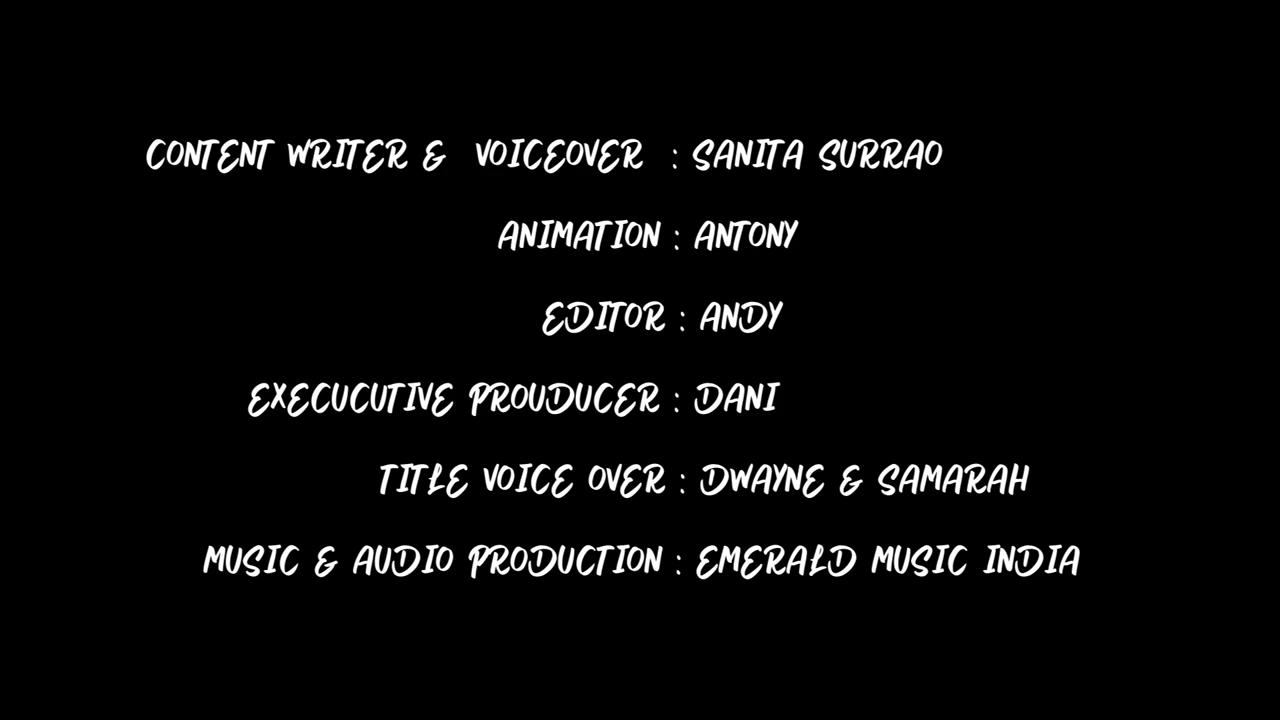 CONTENT WRITER & VOICEOVER : SANITA SURRAO
ANIMATION : ANTONY
EDITOR : ANDY
EXECUCUTIVE PROUDUCER : DANI
TITLE VOICE OVER : DWAYNE & SAMARAH
MUSIC & AUDIO PRODUCTION : EMERALD MUSIC INDIA